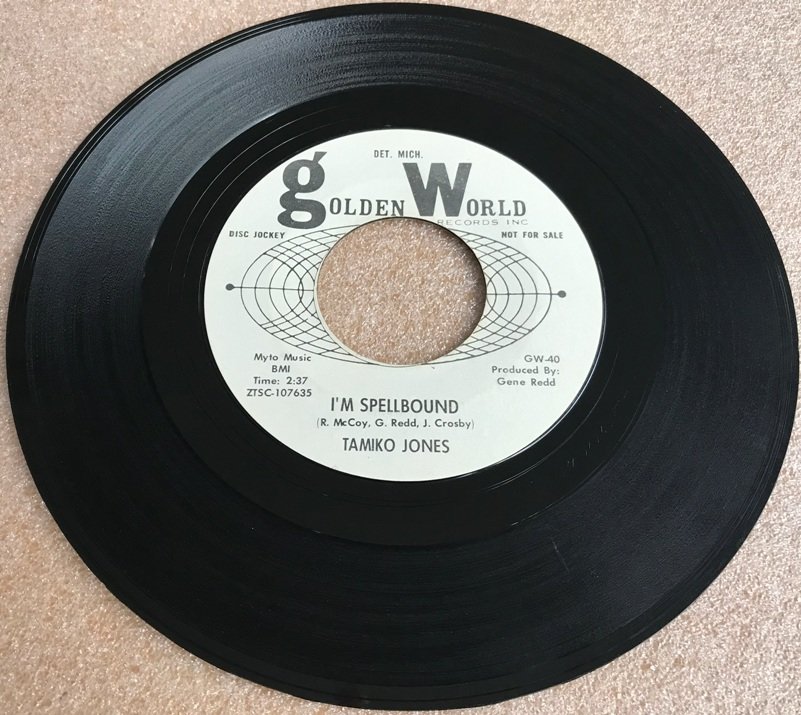 DET. MICH.
gOLDEN WORLD
RECORDS INC
DISC JOCKEY
NOT FOR SALE
Myto Music
BMI
Time: 2:37
ZTSC-107635
GW-40
Produced By:
Gene Redd
I'M SPELLBOUND
(R. McCoy, G. Redd, J. Crosby)
TAMIKO JONES